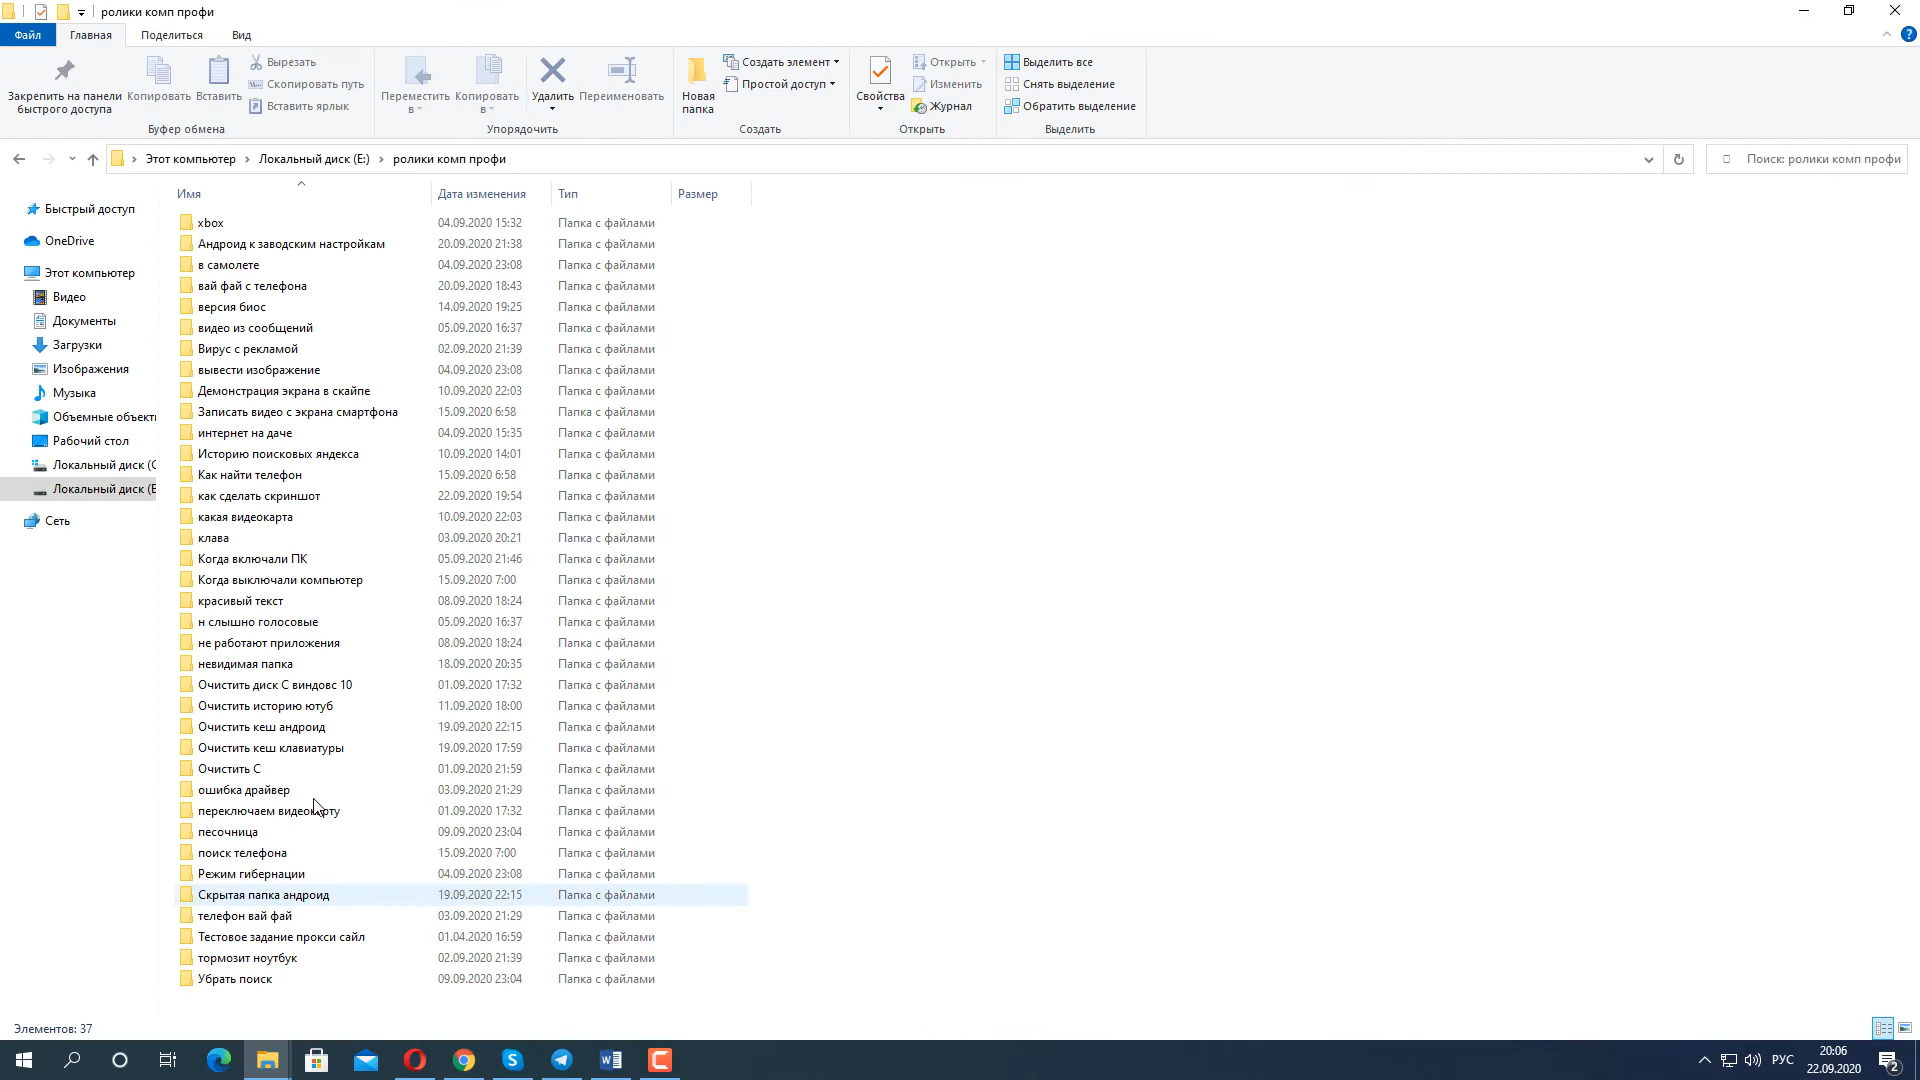 ролики комп профи
Файл Главная Поделиться Вид
Закрепить на панели быстрого доступа
Копировать
Вставить
Вырезать
Скопировать путь
Вставить ярлык
Буфер обмена
Переместить в
Копировать в
Удалить
Переименовать
Упорядочить
Новая папка
Создать элемент
Простой доступ
Создать
Свойства
Открыть
Изменить
Журнал
Открыть
Выделить все
Снять выделение
Обратить выделение
Выделить
Этот компьютер Локальный диск (E:) ролики комп профи
Поиск: ролики комп профи
Быстрый доступ
OneDrive
Этот компьютер
Видео
Документы
Загрузки
Изображения
Музыка
Объемные объекты
Рабочий стол
Локальный диск (C
Локальный диск (E
Сеть
Имя Дата изменения Тип Размер
xbox 04.09.2020 15:32 Папка с файлами
Андроид к заводским настройкам 20.09.2020 21:38 Папка с файлами
в самолете 04.09.2020 23:08 Папка с файлами
вай фай с телефона 20.09.2020 18:43 Папка с файлами
версия биос 14.09.2020 19:25 Папка с файлами
видео из сообщений 05.09.2020 16:37 Папка с файлами
Вирус с рекламой 02.09.2020 21:39 Папка с файлами
вывести изображение 04.09.2020 23:08 Папка с файлами
Демонстрация экрана в скайпе 10.09.2020 22:03 Папка с файлами
Записать видео с экрана смартфона 15.09.2020 6:58 Папка с файлами
интернет на даче 04.09.2020 15:35 Папка с файлами
Историю поисковых яндекса 10.09.2020 14:01 Папка с файлами
Как найти телефон 15.09.2020 6:58 Папка с файлами
как сделать скриншот 22.09.2020 19:54 Папка с файлами
какая видеокарта 10.09.2020 22:03 Папка с файлами
клава 03.09.2020 20:21 Папка с файлами
Когда включали ПК 05.09.2020 21:46 Папка с файлами
Когда выключали компьютер 15.09.2020 7:00 Папка с файлами
красивый текст 08.09.2020 18:24 Папка с файлами
н слышно голосовые 05.09.2020 16:37 Папка с файлами
не работают приложения 08.09.2020 18:24 Папка с файлами
невидимая папка 18.09.2020 20:35 Папка с файлами
Очистить диск С виндовс 10 01.09.2020 17:32 Папка с файлами
Очистить историю ютуб 11.09.2020 18:00 Папка с файлами
Очистить кеш андроид 19.09.2020 22:15 Папка с файлами
Очистить кеш клавиатуры 19.09.2020 17:59 Папка с файлами
Очистить С 01.09.2020 21:59 Папка с файлами
ошибка драйвер 03.09.2020 21:29 Папка с файлами
переключаем видеокарту 01.09.2020 17:32 Папка с файлами
песочница 09.09.2020 23:04 Папка с файлами
поиск телефона 15.09.2020 7:00 Папка с файлами
Режим гибернации 04.09.2020 23:08 Папка с файлами
Скрытая папка андроид 19.09.2020 22:15 Папка с файлами
телефон вай фай 03.09.2020 21:29 Папка с файлами
Тестовое задание прокси сайл 01.04.2020 16:59 Папка с файлами
тормозит ноутбук 02.09.2020 21:39 Папка с файлами
Убрать поиск 09.09.2020 23:04 Папка с файлами
Элементов: 37
РУС
20:06
22.09.2020
2